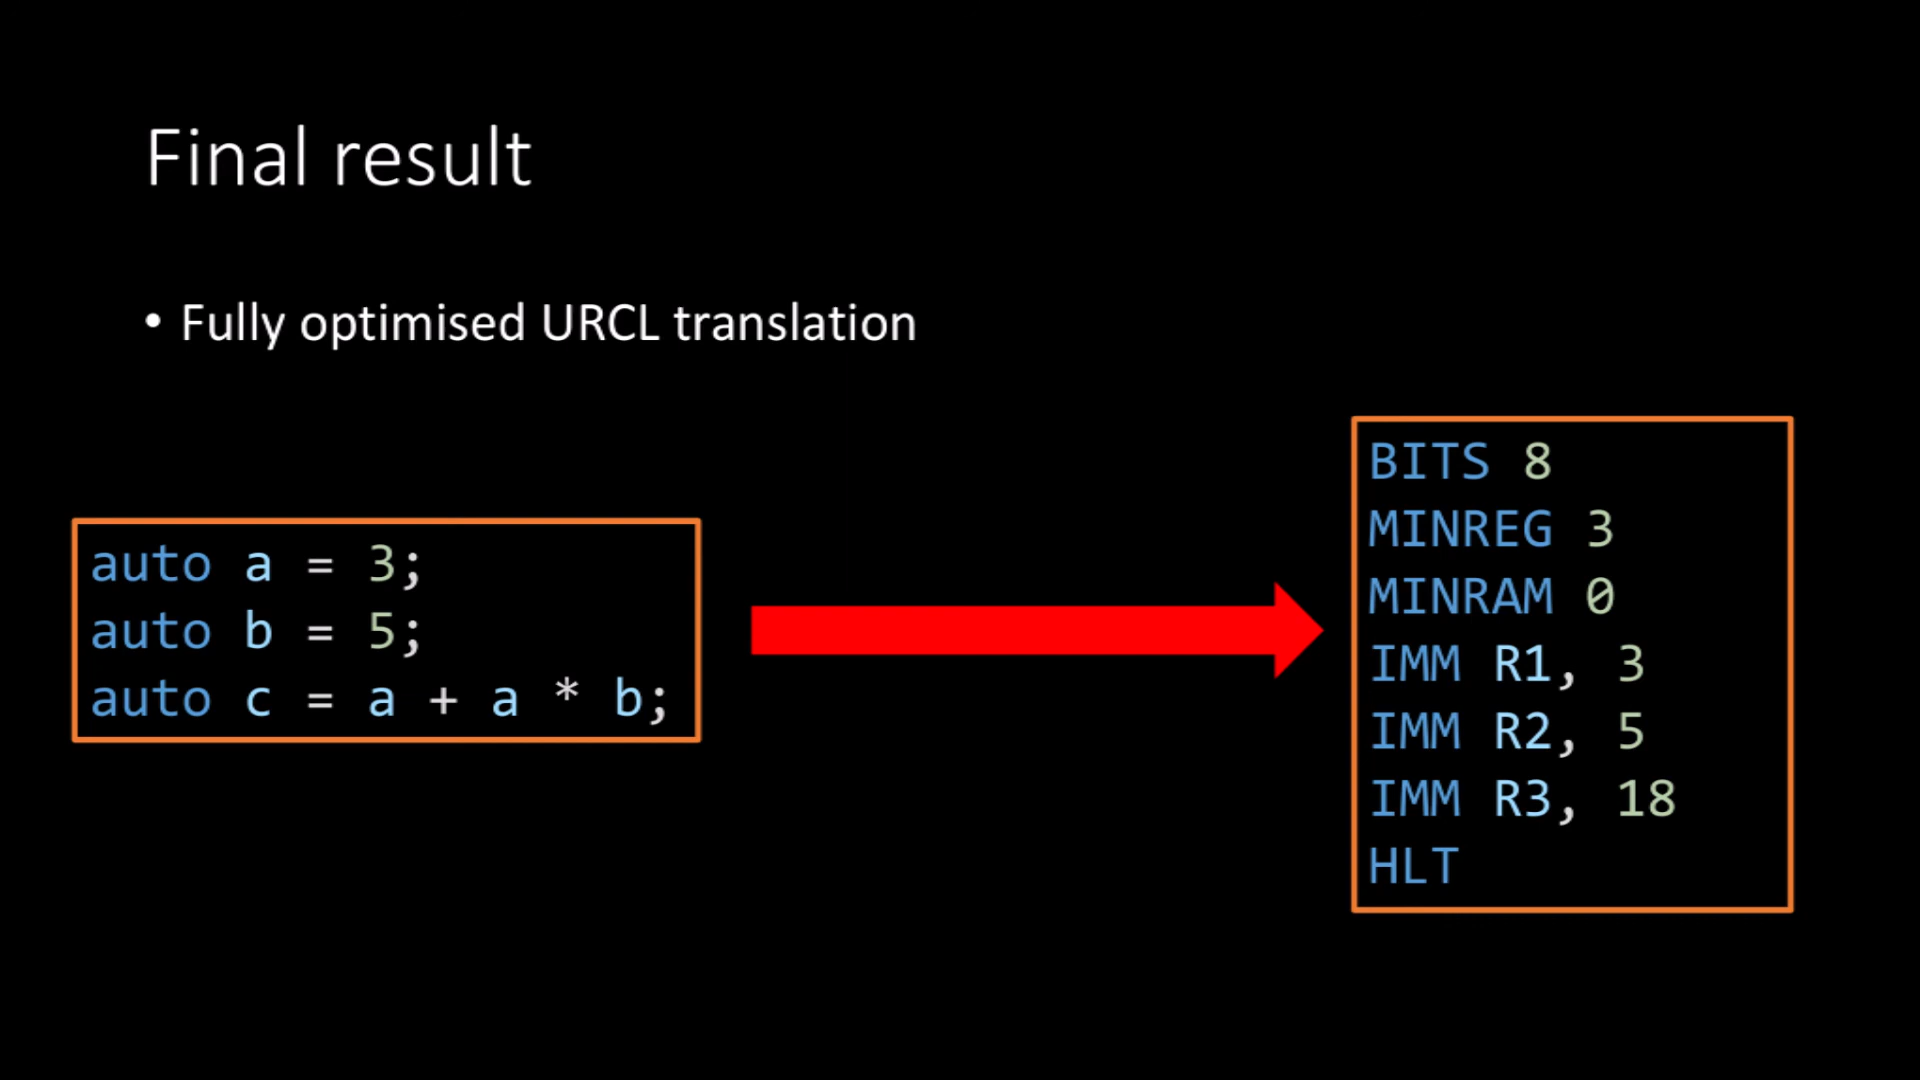 Final result
• Fully optimised URCL translation
auto a = 3;
auto b = 5;
auto c = a + a * b;
BITS 8
MINREG 3
MINRAM 0
IMM R1, 3
IMM R2, 5
IMM R3, 18
HLT